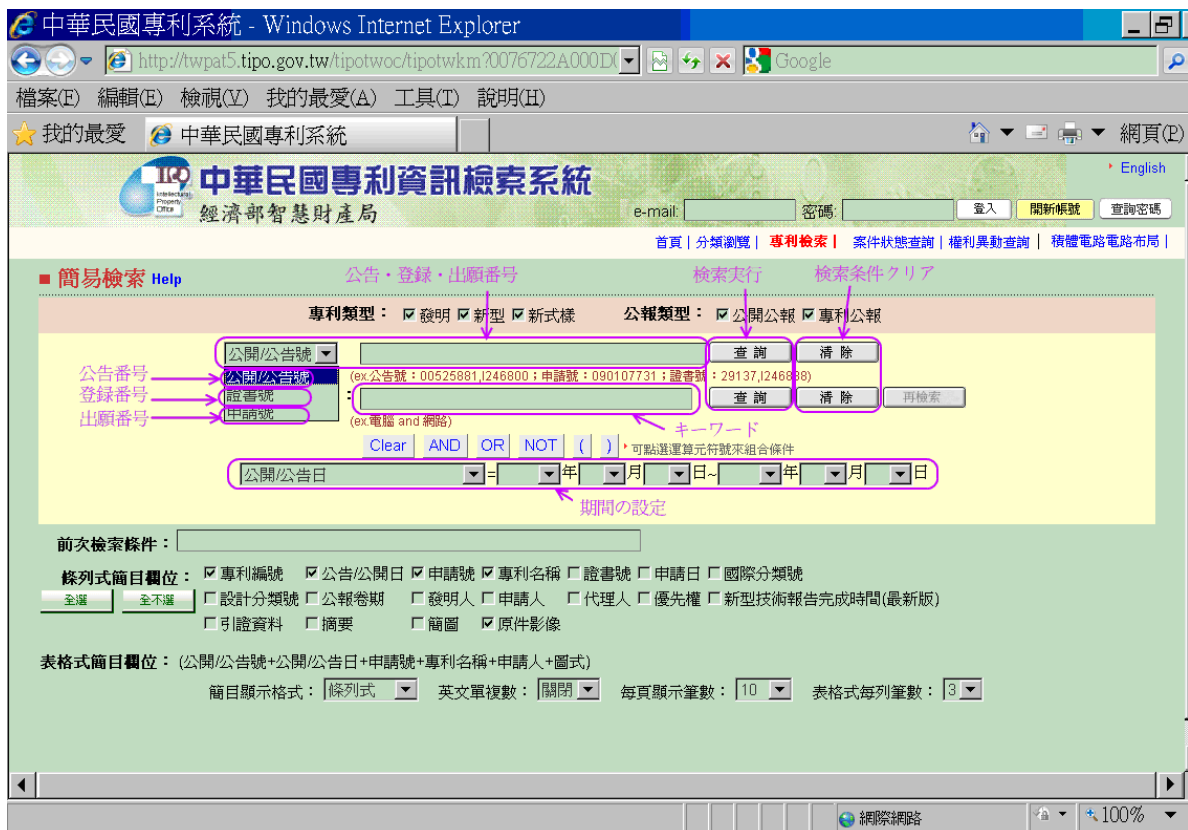 中華民國專利系統 - Windows Internet Explorer
http://twpat5.tipo.gov.tw/tipotwoc/tipotwkm?0076722A000D0
Google
檔案(F) 編輯(E) 檢視(V) 我的最愛(A) 工具(T) 說明(H)
我的最愛 中華民國專利系統 網頁(P)
English
TIPO Intellectual Property Office
中華民國專利資訊檢索系統
經濟部智慧財產局
e-mail: 密碼: 登入 開新帳號 查詢密碼
首頁 | 分類瀏覽 | 專利檢索 | 案件狀態查詢 | 權利異動查詢 | 積體電路電路布局 |
簡易檢索 Help 公告・登録・出願番号 検索実行 検索条件クリア
專利類型： 發明 新型 新式樣 公報類型： 公開公報 專利公報
公開/公告號 查詢 清除
公告番号 公開/公告號 (ex.公告號：00525881,I246800；申請號：090107731；證書號：29137,I246838)
登録番号 證書號 = 查詢 清除 再檢索
出願番号 申請號 (ex.電腦 and 網路) キーワード
Clear AND OR NOT ( ) 可點選運算元符號來組合條件
公開/公告日 = 年 月 日~ 年 月 日
期間の設定
前次檢索條件：
條列式簡目欄位： 專利編號 公告/公開日 申請號 專利名稱 證書號 申請日 國際分類號
全選 全不選 設計分類號 公報卷期 發明人 申請人 代理人 優先權 新型技術報告完成時間(最新版)
引證資料 摘要 簡圖 原件影像
表格式簡目欄位：(公開/公告號+公開/公告日+申請號+專利名稱+申請人+圖式)
簡目顯示格式： 條列式 英文單複數： 關閉 每頁顯示筆數： 10 表格式每列筆數： 3
網際網路 100%